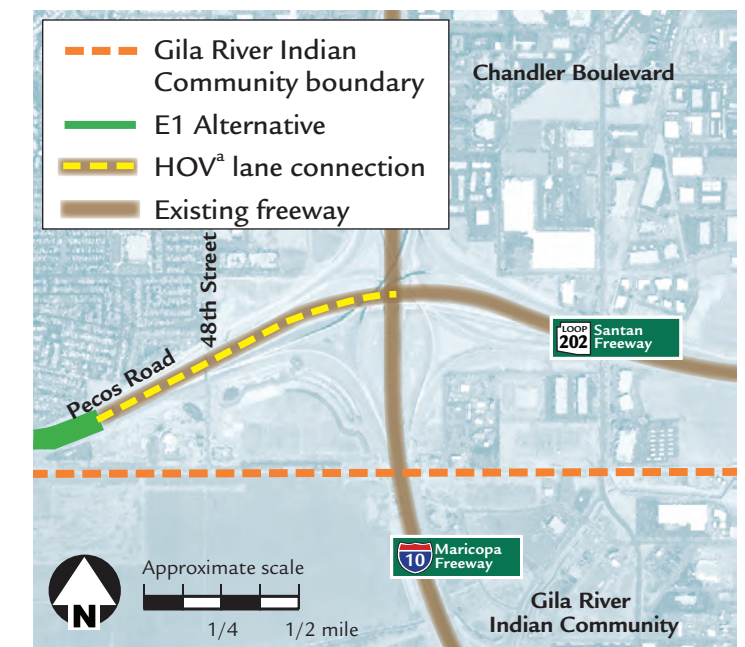 Gila River Indian
Community boundary
E1 Alternative
HOVᵃ lane connection
Existing freeway
Chandler Boulevard
48th Street
Pecos Road
LOOP
202
Santan
Freeway
10
Maricopa
Freeway
Gila River
Indian Community
N
Approximate scale
1/4 1/2 mile